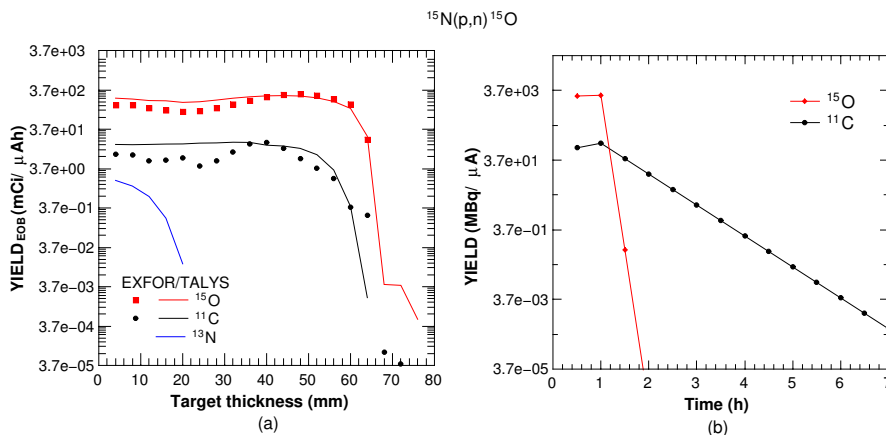 ¹⁵N(p,n)¹⁵O
(a)
YIELD_EOB (mCi/ μAh)
3.7e+03
3.7e+02
3.7e+01
3.7e+00
3.7e−01
3.7e−02
3.7e−03
3.7e−04
3.7e−05
EXFOR/TALYS
¹⁵O
¹¹C
¹³N
0 10 20 30 40 50 60 70 80
Target thickness (mm)
(a)
(b)
YIELD (MBq/ μA)
3.7e+03
3.7e+01
3.7e−01
3.7e−03
3.7e−05
¹⁵O
¹¹C
0 1 2 3 4 5 6 7
Time (h)
(b)